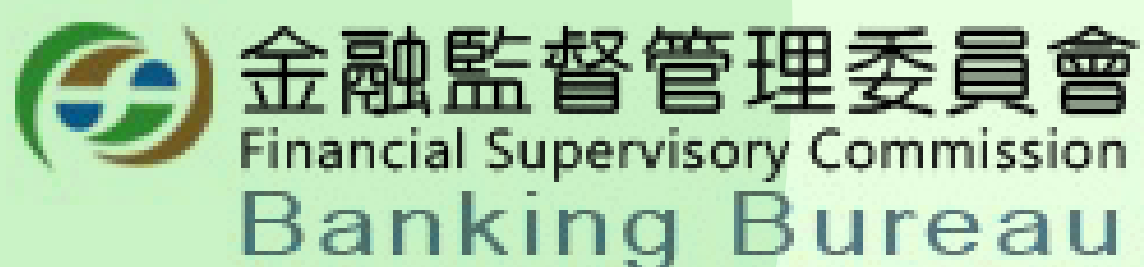 金融監督管理委員會
Financial Supervisory Commission
Banking Bureau